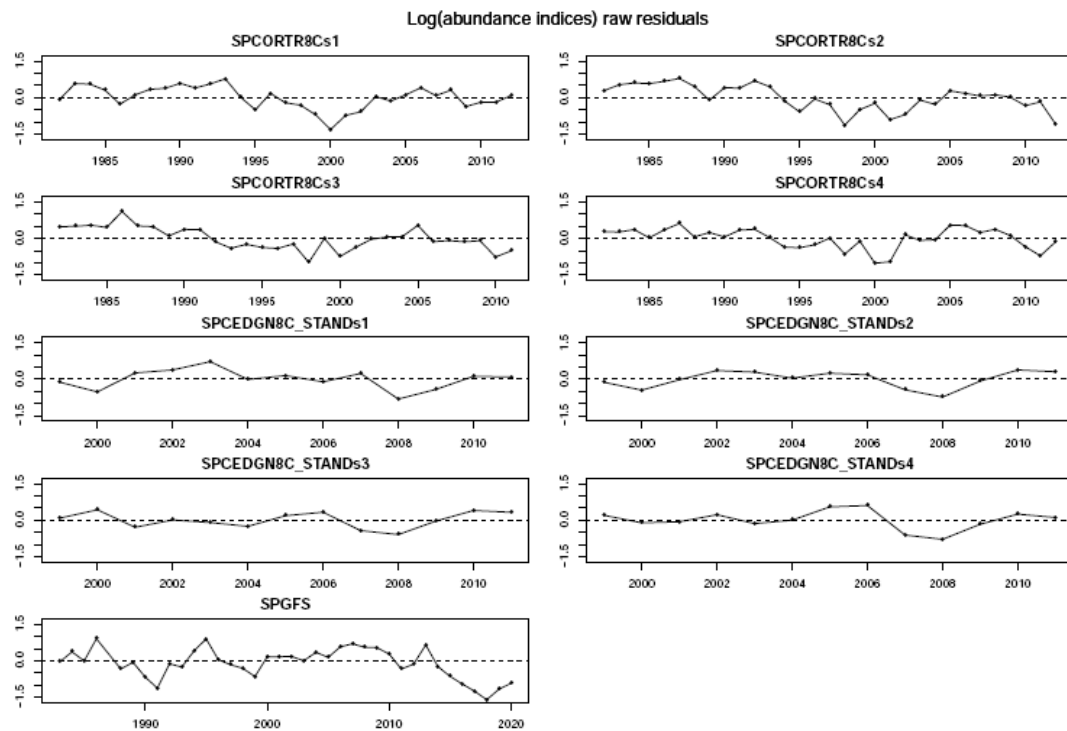 Log(abundance indices) raw residuals
SPCORTR8Cs1
1.5
0.0
-1.5
1985 1990 1995 2000 2005 2010
SPCORTR8Cs2
1.5
0.0
-1.5
1985 1990 1995 2000 2005 2010
SPCORTR8Cs3
1.5
0.0
-1.5
1985 1990 1995 2000 2005 2010
SPCORTR8Cs4
1.5
0.0
-1.5
1985 1990 1995 2000 2005 2010
SPCEDGN8C_STANDs1
1.5
0.0
-1.5
2000 2002 2004 2006 2008 2010
SPCEDGN8C_STANDs2
1.5
0.0
-1.5
2000 2002 2004 2006 2008 2010
SPCEDGN8C_STANDs3
1.5
0.0
-1.5
2000 2002 2004 2006 2008 2010
SPCEDGN8C_STANDs4
1.5
0.0
-1.5
2000 2002 2004 2006 2008 2010
SPGFS
1.5
0.0
-1.5
1990 2000 2010 2020